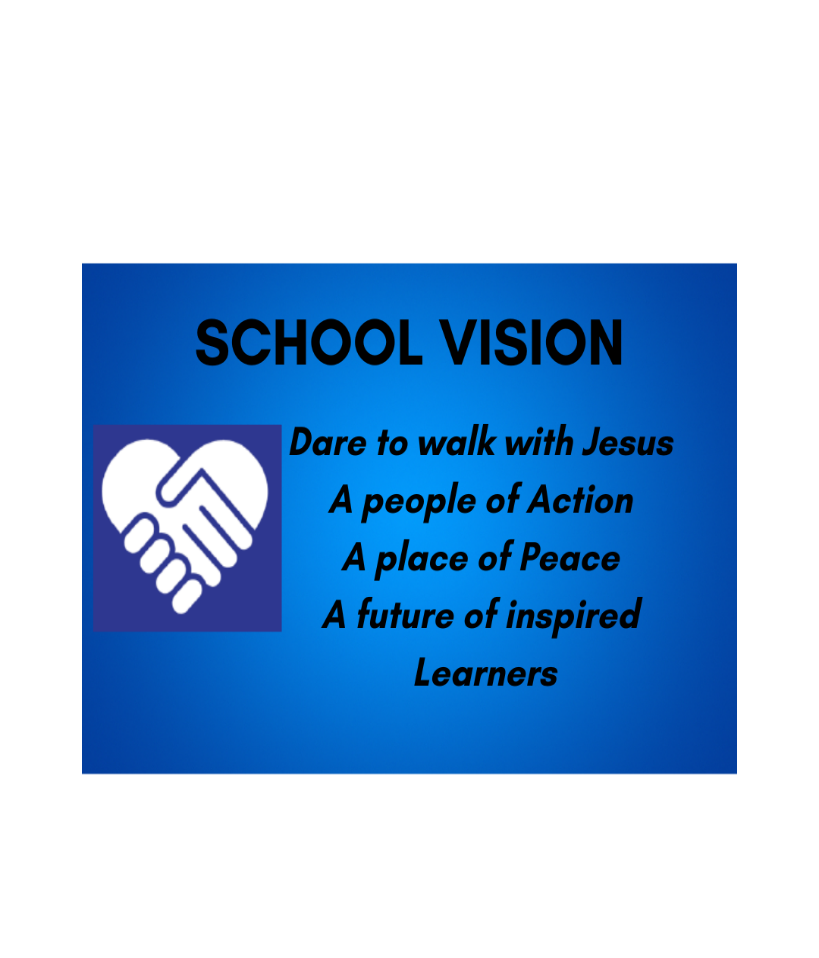 SCHOOL VISION
Dare to walk with Jesus
A people of Action
A place of Peace
A future of inspired
Learners